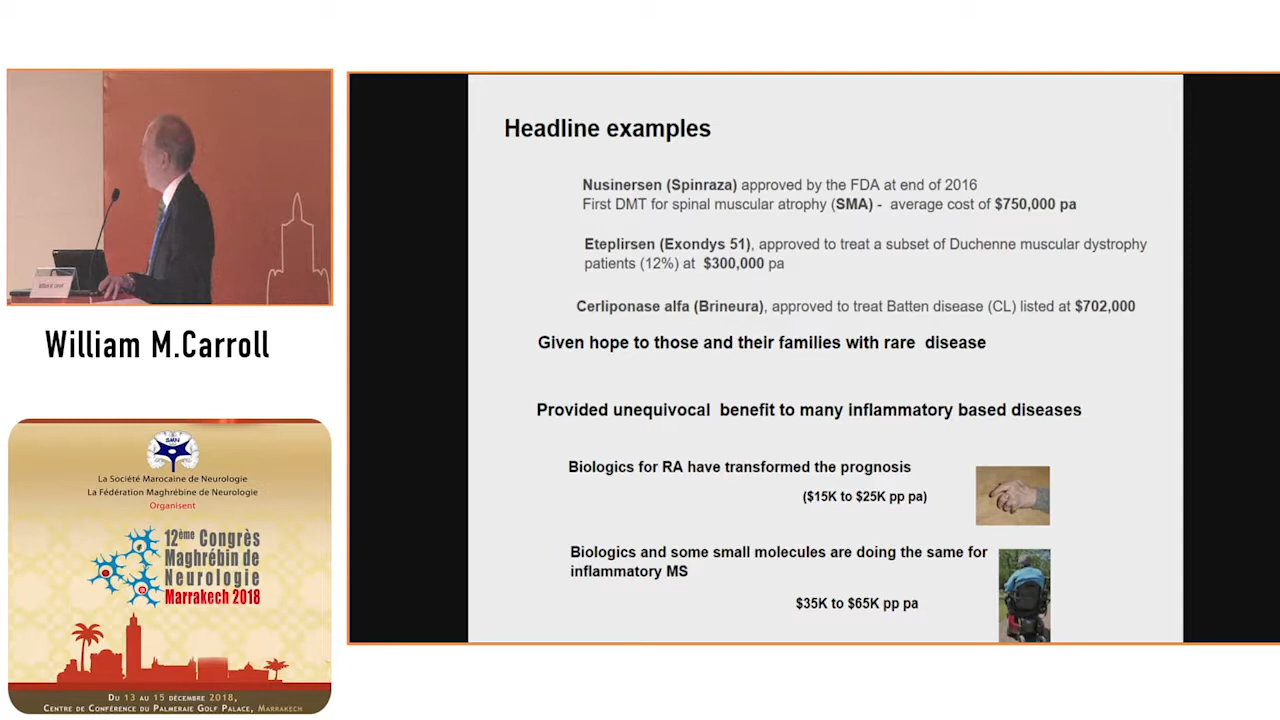 Headline examples
Nusinersen (Spinraza) approved by the FDA at end of 2016
First DMT for spinal muscular atrophy (SMA) - average cost of $750,000 pa
Eteplirsen (Exondys 51), approved to treat a subset of Duchenne muscular dystrophy
patients (12%) at $300,000 pa
Cerliponase alfa (Brineura), approved to treat Batten disease (CL) listed at $702,000
Given hope to those and their families with rare disease
Provided unequivocal benefit to many inflammatory based diseases
Biologics for RA have transformed the prognosis
($15K to $25K pp pa)
Biologics and some small molecules are doing the same for
inflammatory MS
$35K to $65K pp pa
William M.Carroll
SMN
La Société Marocaine de Neurologie
La Fédération Maghrébine de Neurologie
Organisent
12ème Congrès
Maghrébin de
Neurologie
Marrakech 2018
Du 13 au 15 décembre 2018,
Centre de Conférence du Palmeraie Golf Palace, Marrakech